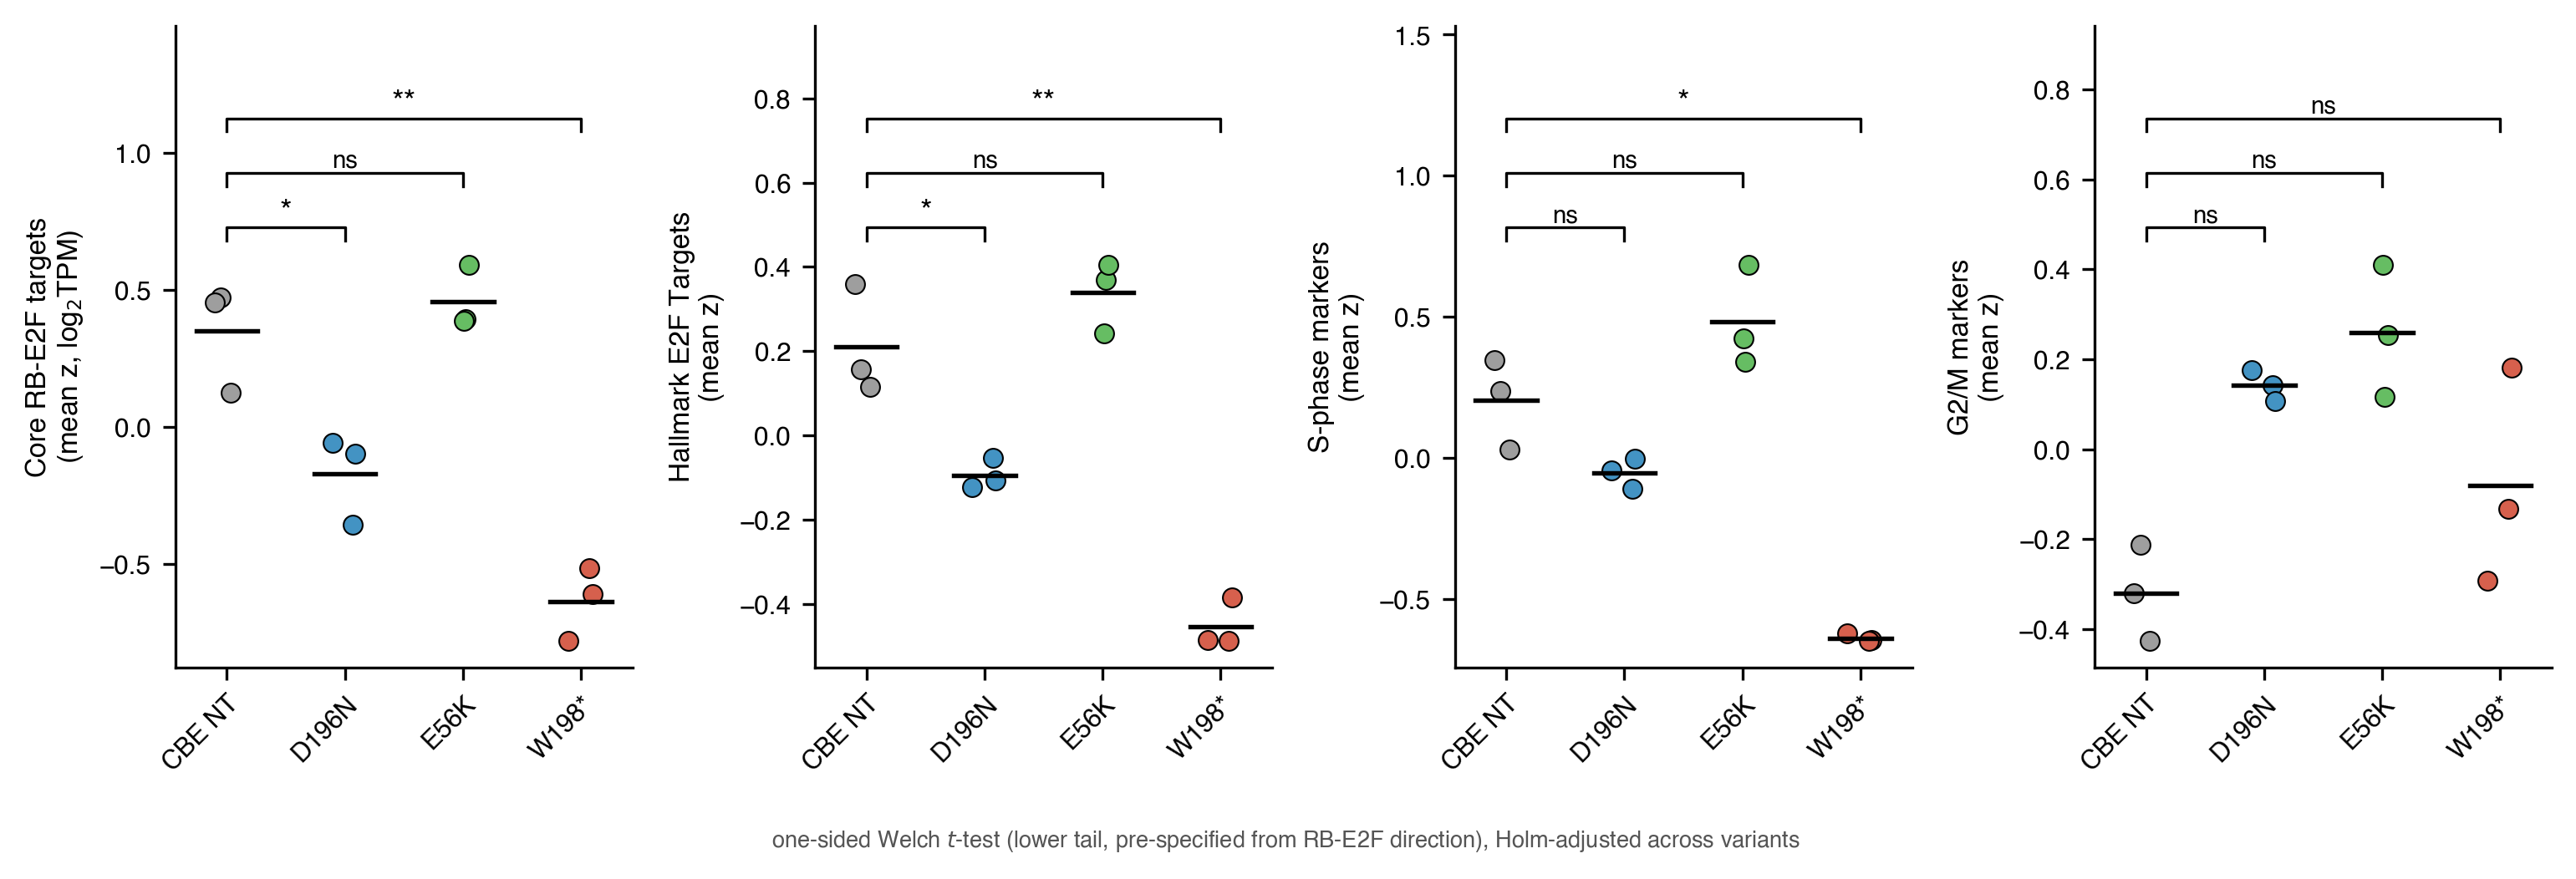 Core RB-E2F targets
(mean z, log₂TPM)
1.0
0.5
0.0
−0.5
**
ns
*
CBE NT
D196N
E56K
W198*
Hallmark E2F Targets
(mean z)
0.8
0.6
0.4
0.2
0.0
−0.2
−0.4
**
ns
*
CBE NT
D196N
E56K
W198*
S-phase markers
(mean z)
1.5
1.0
0.5
0.0
−0.5
*
ns
ns
CBE NT
D196N
E56K
W198*
G2/M markers
(mean z)
0.8
0.6
0.4
0.2
0.0
−0.2
−0.4
ns
ns
ns
CBE NT
D196N
E56K
W198*
one-sided Welch t-test (lower tail, pre-specified from RB-E2F direction), Holm-adjusted across variants